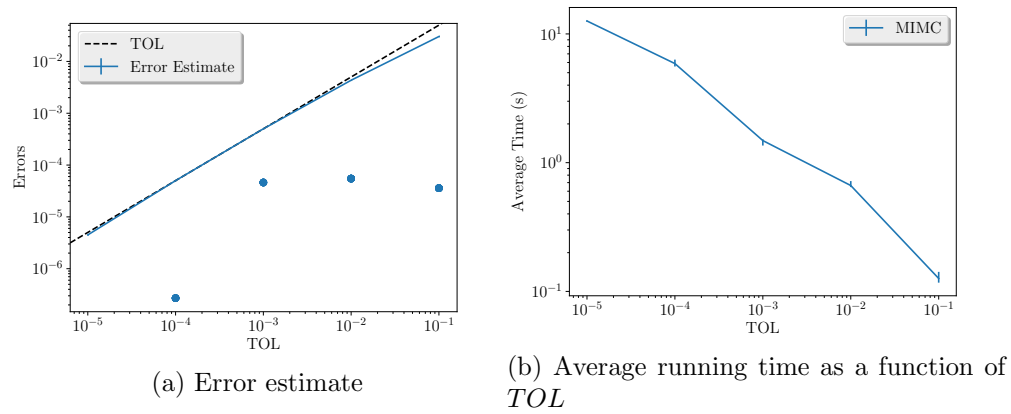 TOL
Error Estimate
Errors
10^{-2}
10^{-3}
10^{-4}
10^{-5}
10^{-6}
10^{-5} 10^{-4} 10^{-3} 10^{-2} 10^{-1}
TOL
(a) Error estimate
MIMC
Average Time (s)
10^{1}
10^{0}
10^{-1}
10^{-5} 10^{-4} 10^{-3} 10^{-2} 10^{-1}
TOL
(b) Average running time as a function of
TOL